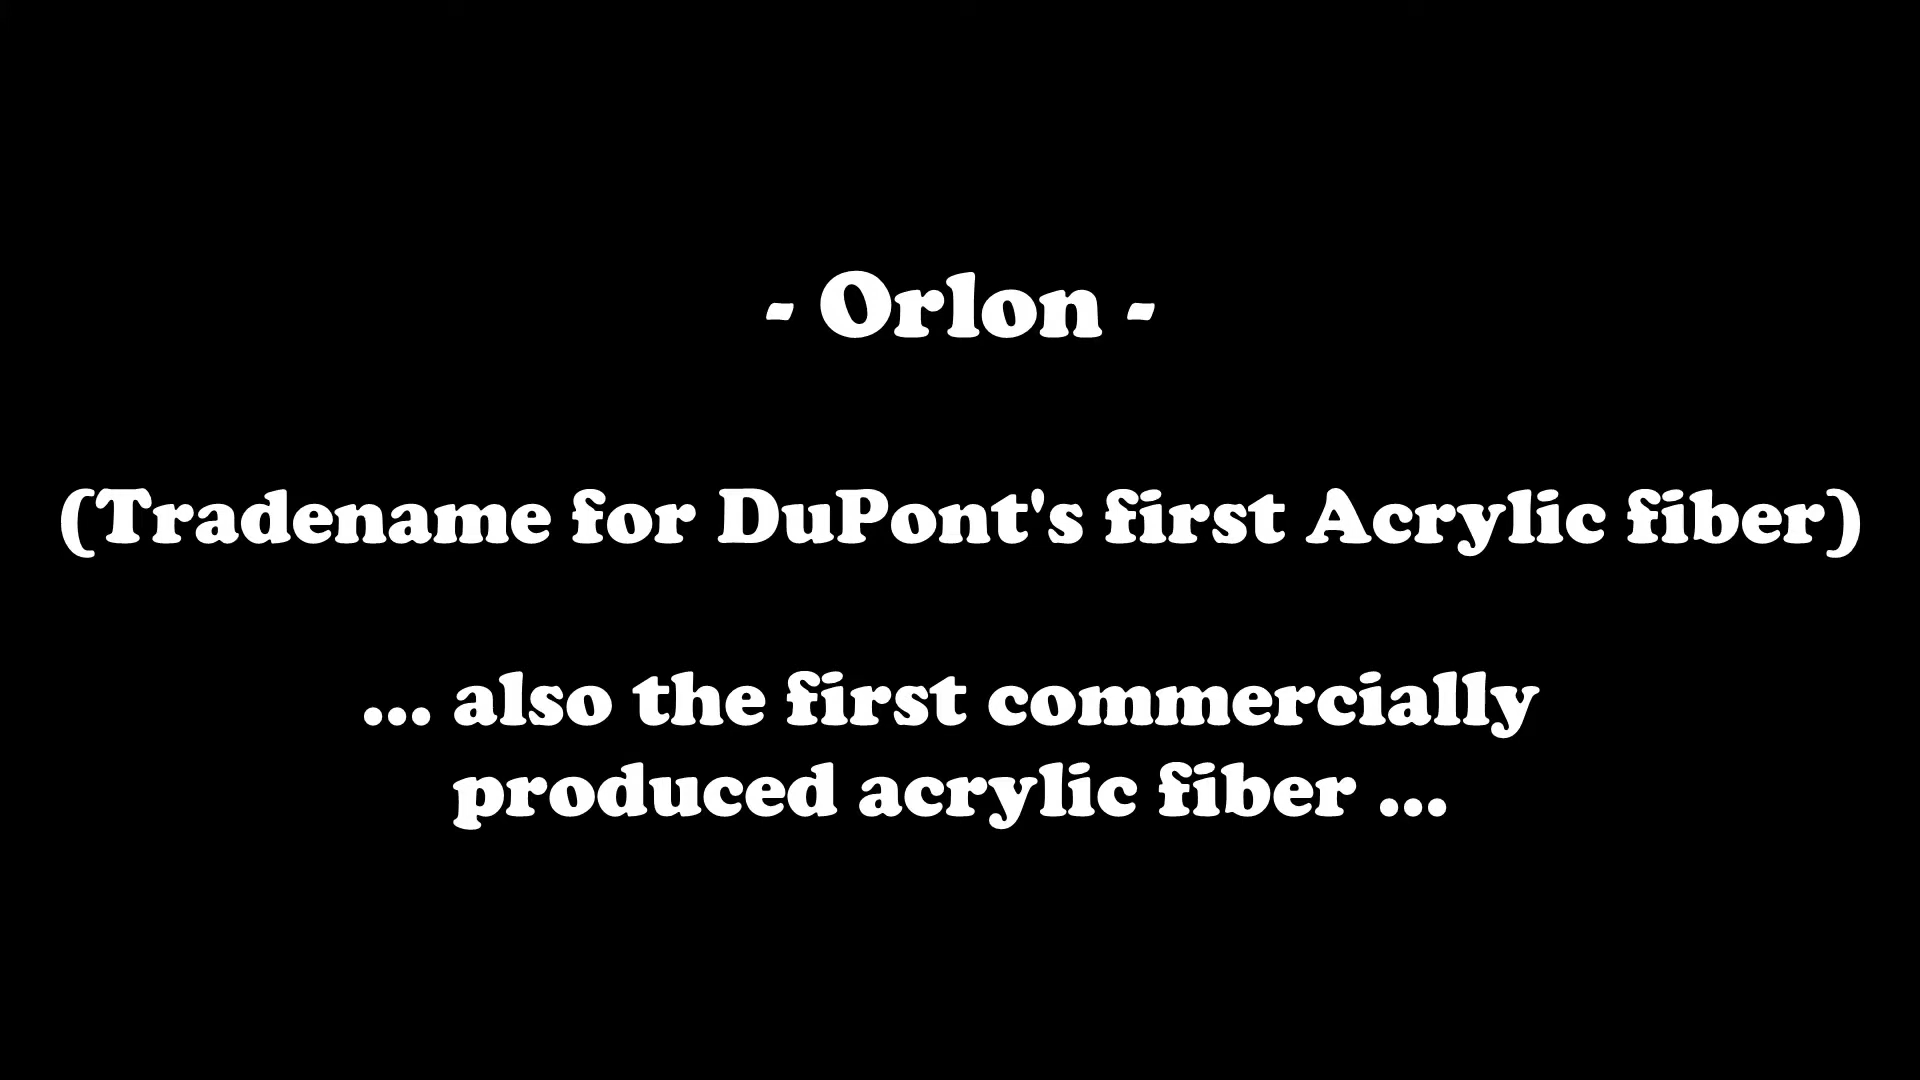 - Orlon -
(Tradename for DuPont's first Acrylic fiber)
... also the first commercially
produced acrylic fiber ...